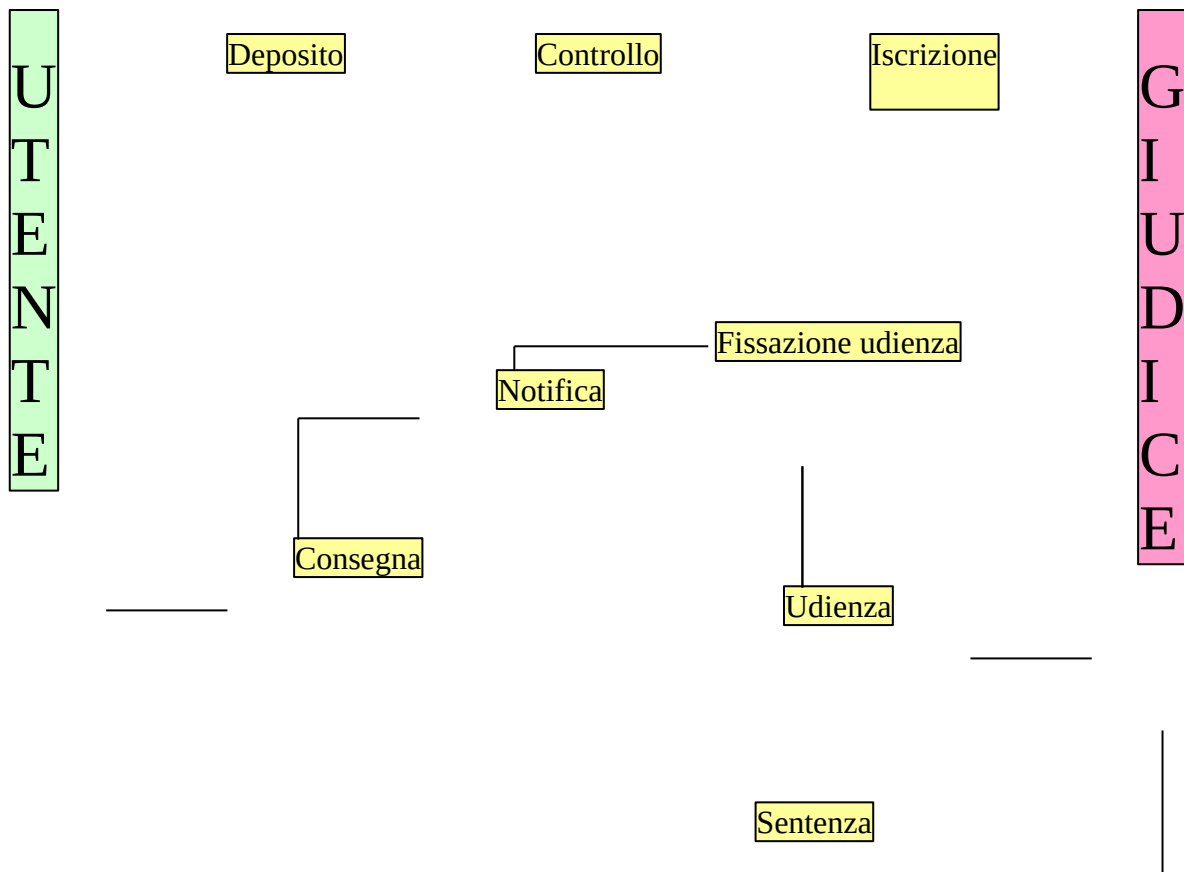 UTENTE
Deposito
Controllo
Iscrizione
GIUDICE
Fissazione udienza
Notifica
Consegna
Udienza
Sentenza